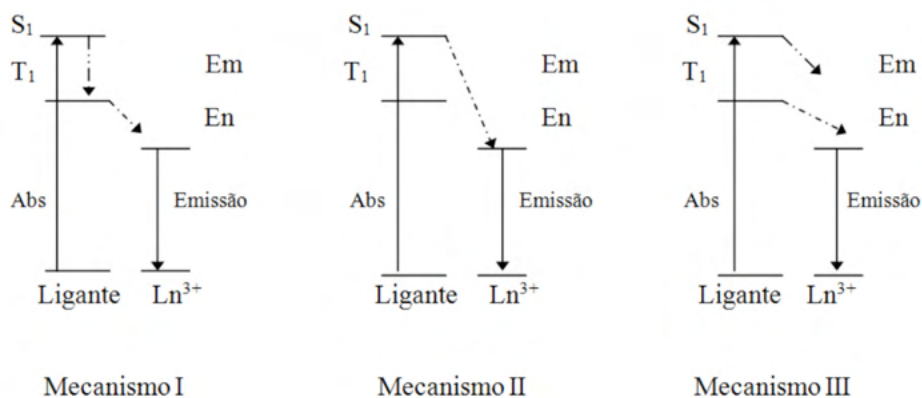 S₁
T₁
Em
En
Abs
Emissão
Ligante
Ln³⁺
Mecanismo I
S₁
T₁
Em
En
Abs
Emissão
Ligante
Ln³⁺
Mecanismo II
S₁
T₁
Em
En
Abs
Emissão
Ligante
Ln³⁺
Mecanismo III